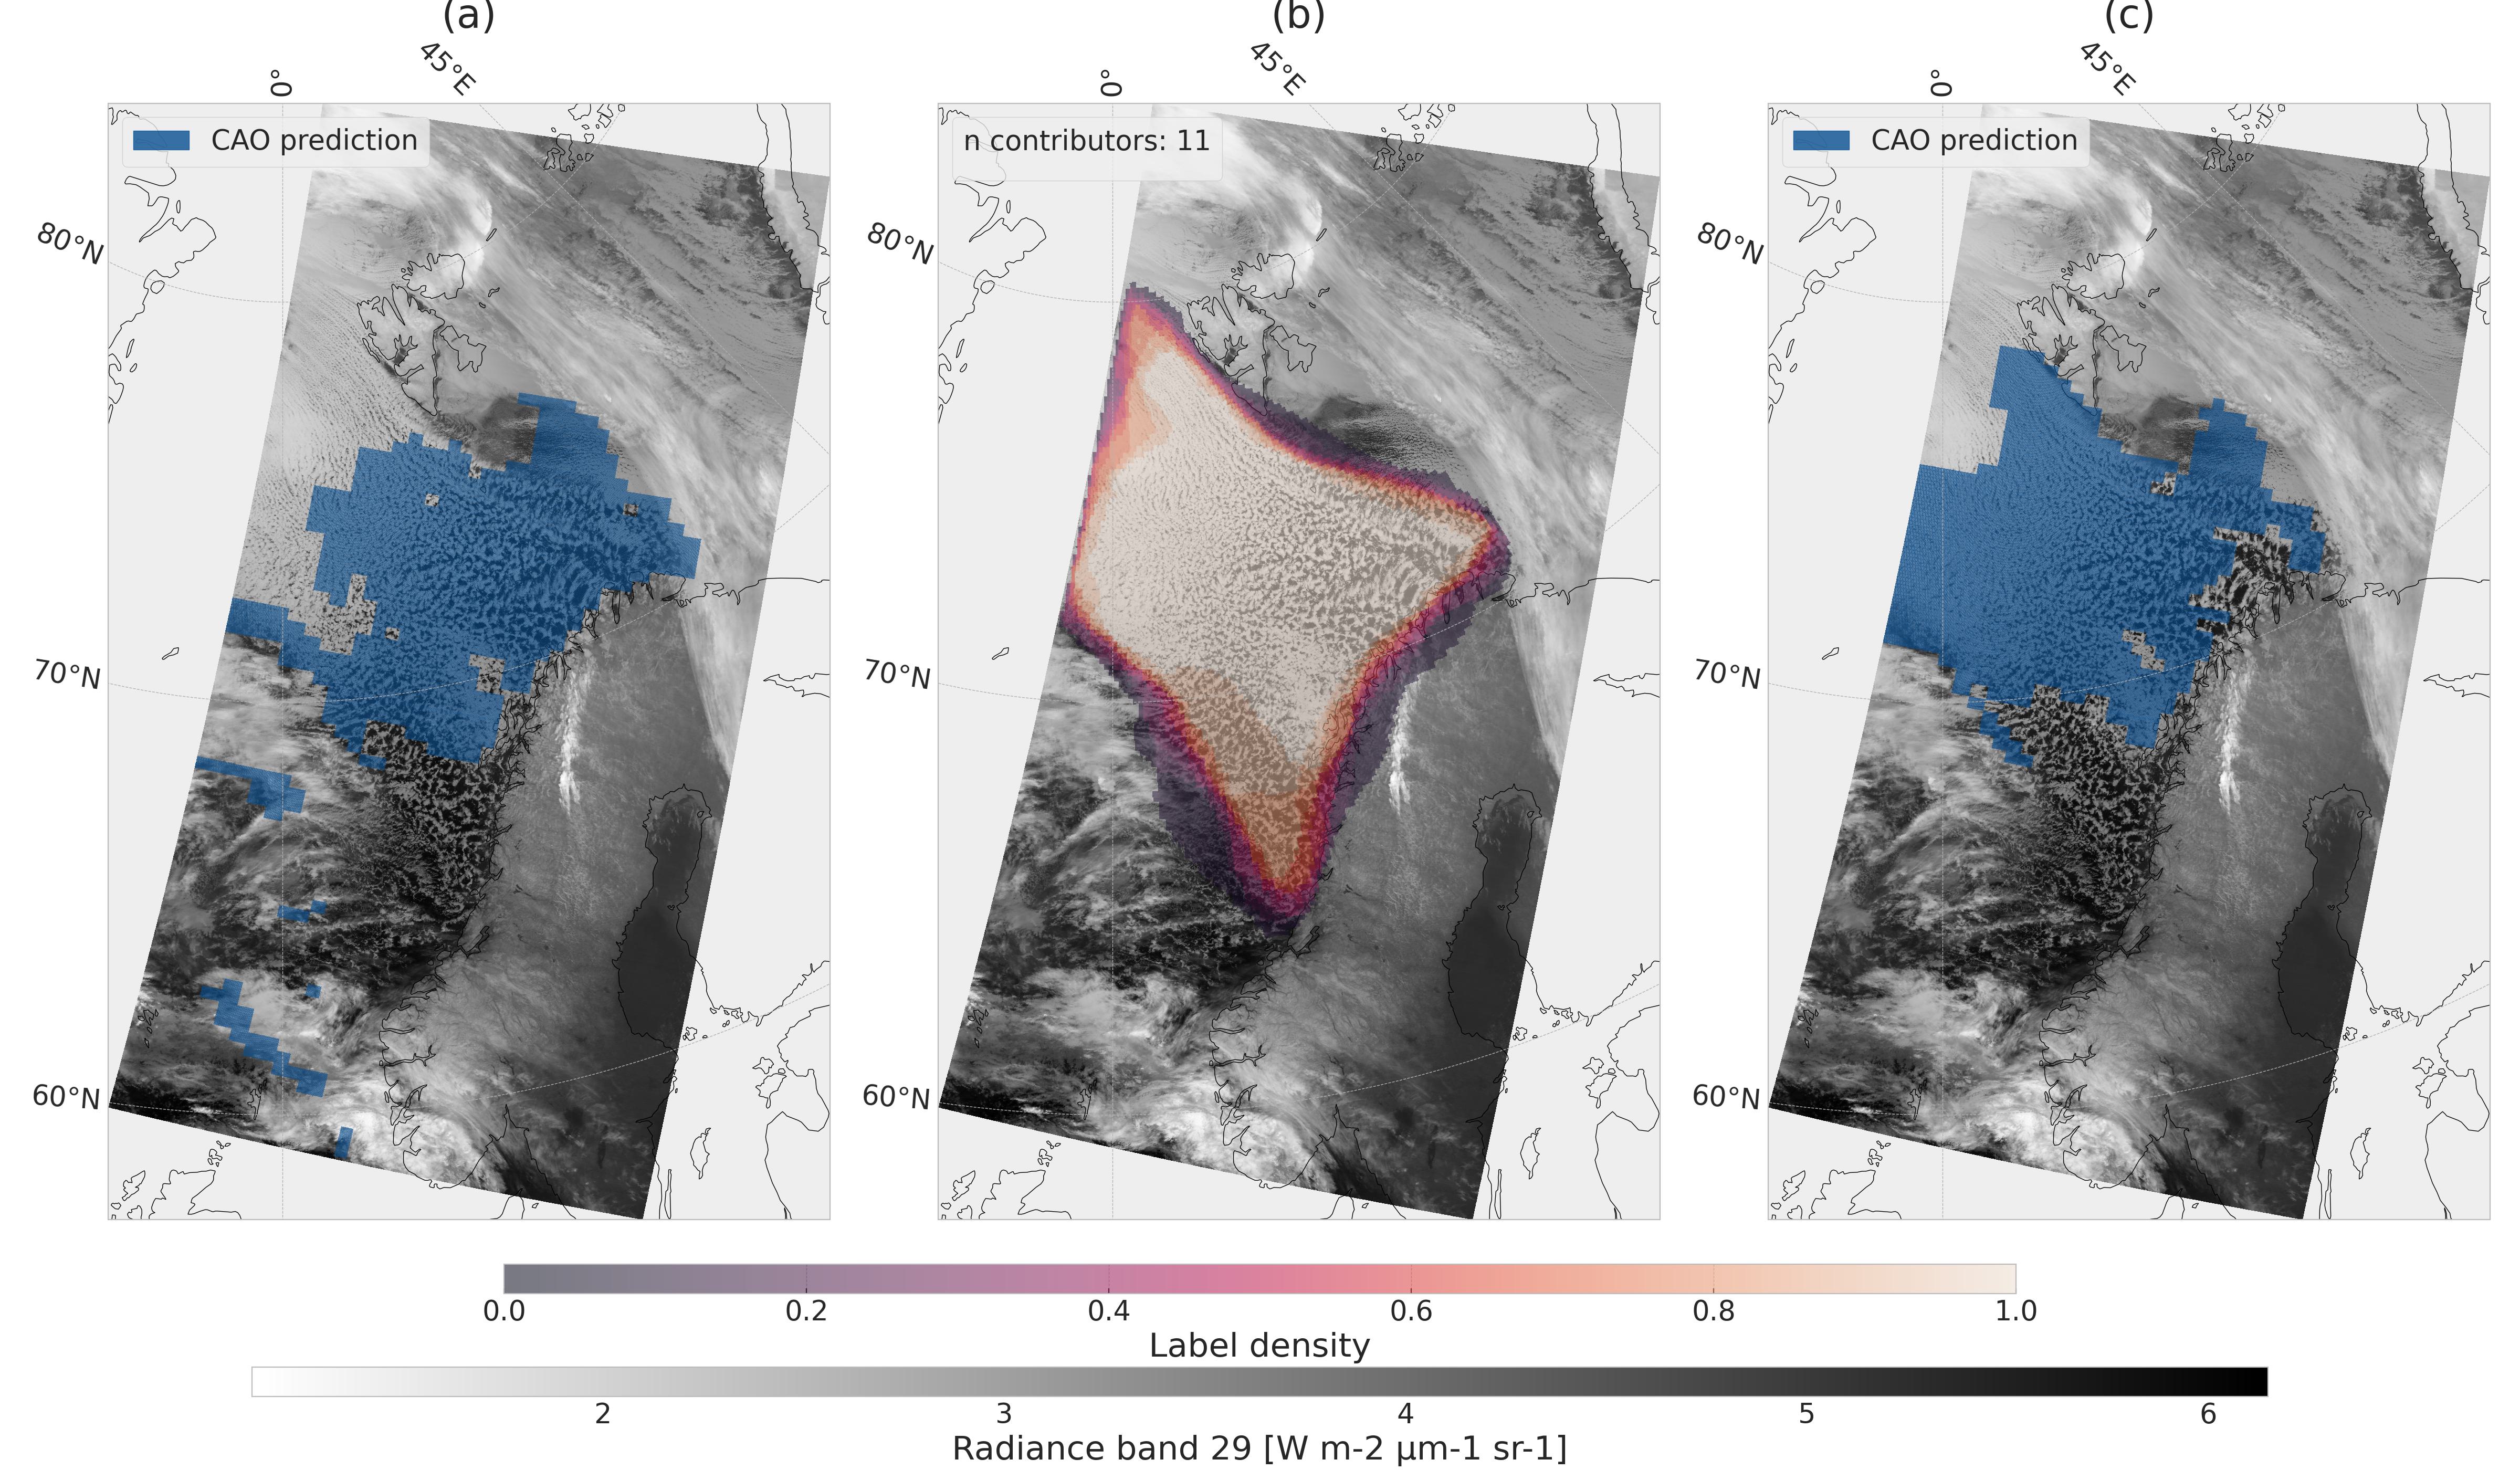 (a)
(b)
(c)
0°
45°E
0°
45°E
0°
45°E
CAO prediction
n contributors: 11
CAO prediction
80°N
80°N
80°N
70°N
70°N
70°N
60°N
60°N
60°N
0.0
0.2
0.4
0.6
0.8
1.0
Label density
2
3
4
5
6
Radiance band 29 [W m-2 μm-1 sr-1]